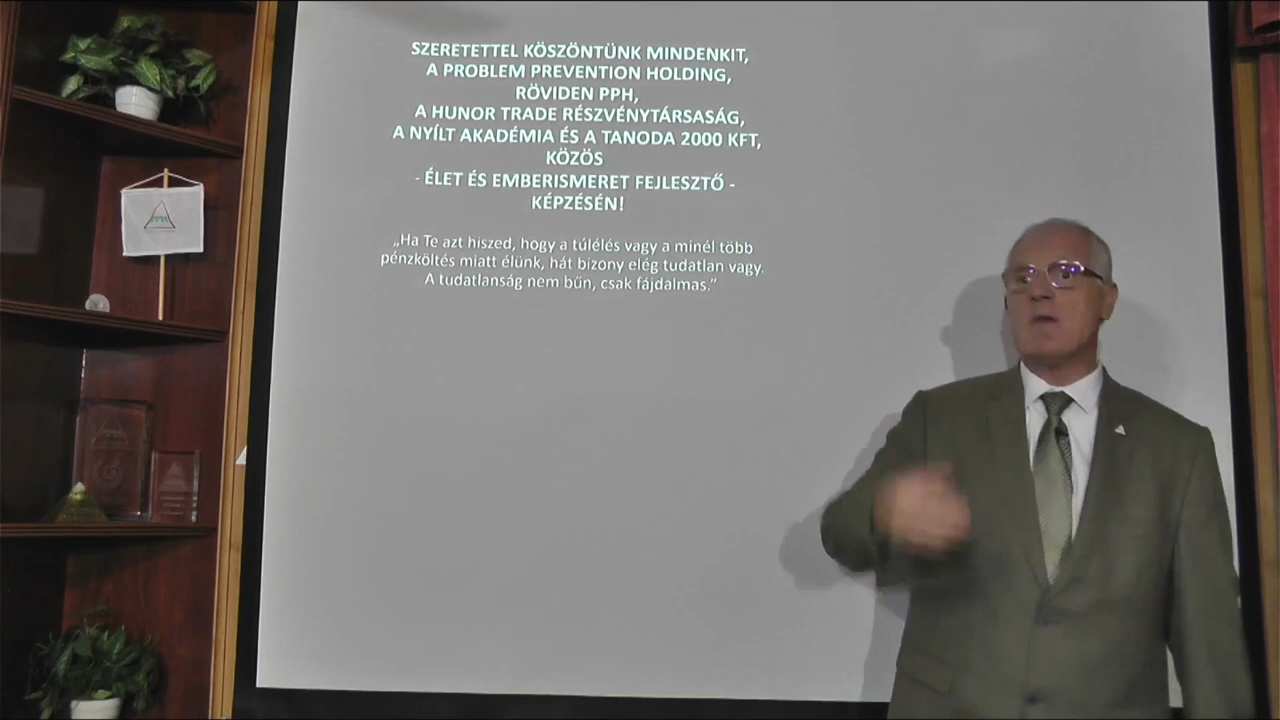 SZERETETTEL KÖSZÖNTÜNK MINDENKIT,
A PROBLEM PREVENTION HOLDING,
RÖVIDEN PPH,
A HUNOR TRADE RÉSZVÉNYTÁRSASÁG,
A NYÍLT AKADÉMIA ÉS A TANODA 2000 KFT,
KÖZÖS
- ÉLET ÉS EMBERISMERET FEJLESZTŐ -
KÉPZÉSÉN!
„Ha Te azt hiszed, hogy a túlélés vagy a minél több
pénzköltés miatt élünk, hát bizony elég tudatlan vagy.
A tudatlanság nem bűn, csak fájdalmas.”